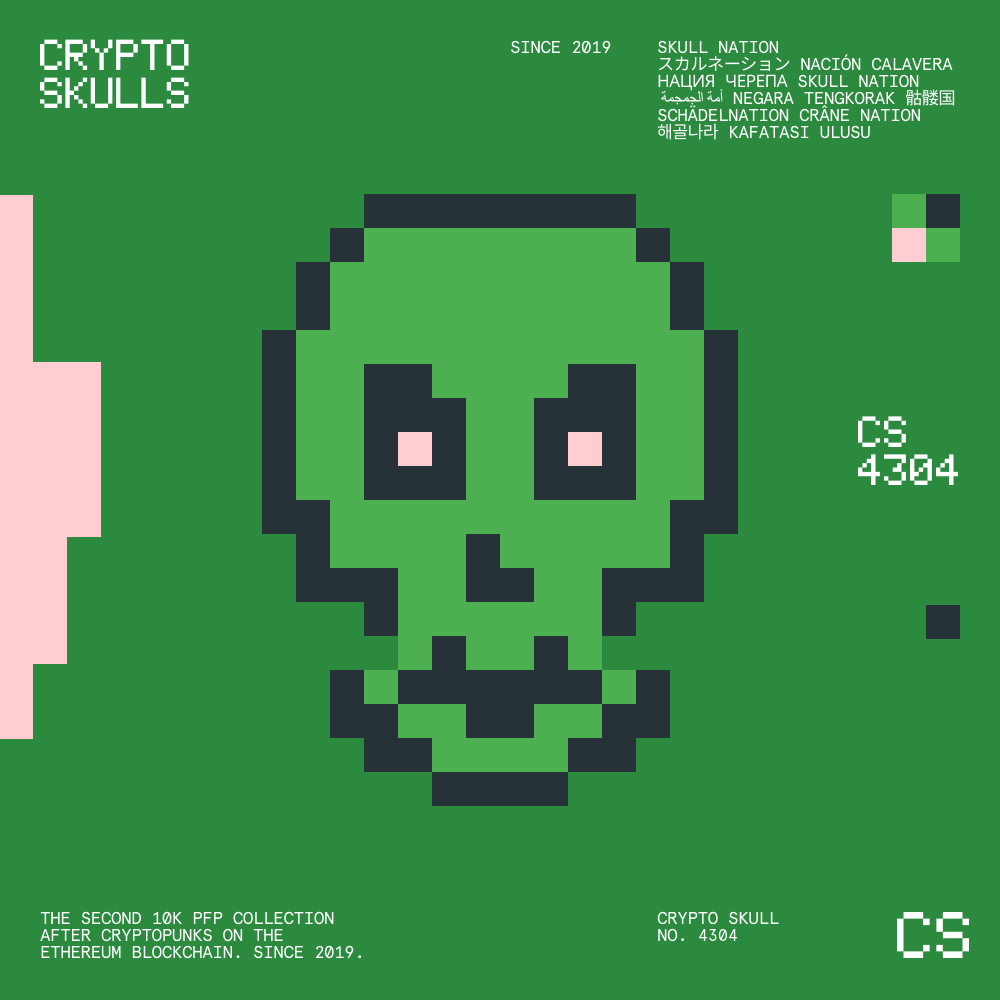 CRYPTO
SKULLS
SINCE 2019
SKULL NATION
スカルネーション NACIÓN CALAVERA
НАЦИЯ ЧЕРЕПА SKULL NATION
أمة الجمجمة NEGARA TENGKORAK 骷髅国
SCHÄDELNATION CRÂNE NATION
해골나라 KAFATASI ULUSU
CS
4304
THE SECOND 10K PFP COLLECTION
AFTER CRYPTOPUNKS ON THE
ETHEREUM BLOCKCHAIN. SINCE 2019.
CRYPTO SKULL
NO. 4304
CS